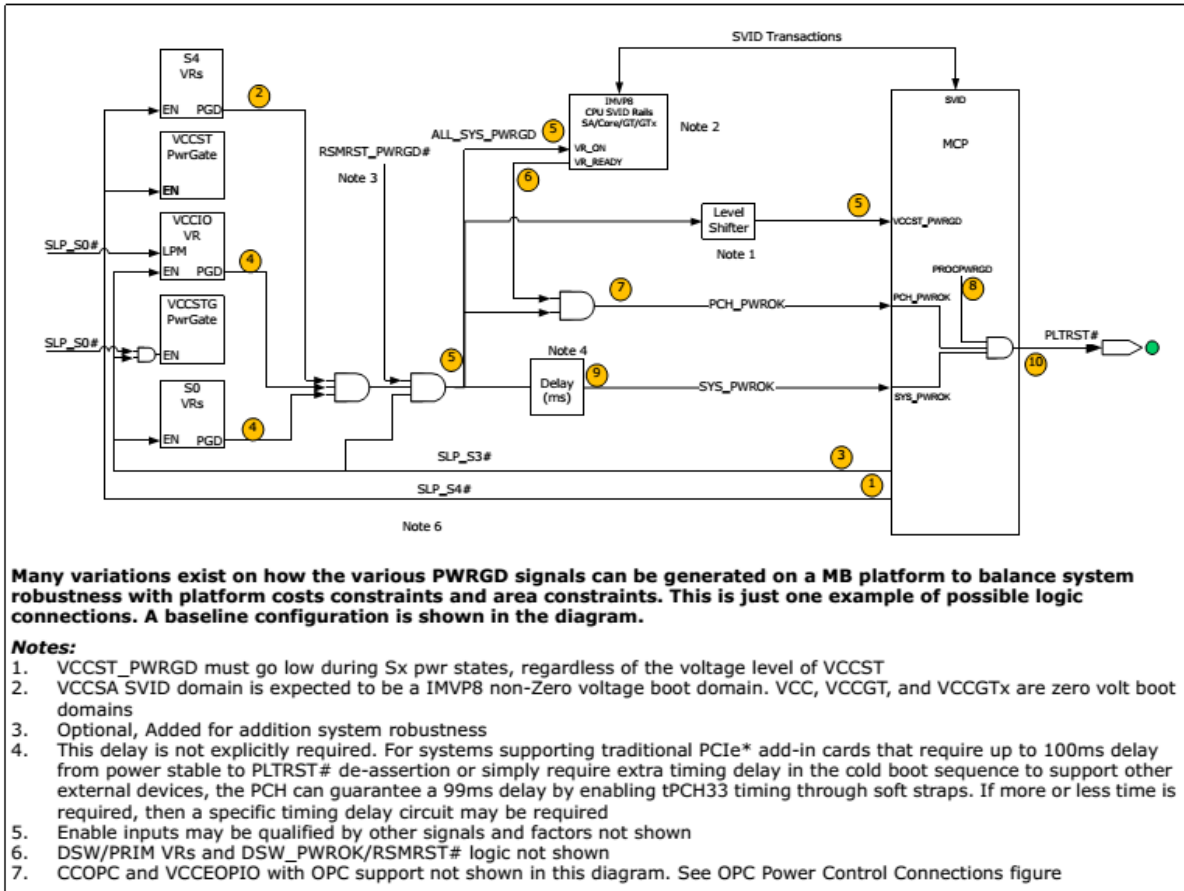 SVID Transactions
S4
VRs
EN PGD
2
VCCST
PwrGate
EN
RSMRST_PWRGD#
Note 3
ALL_SYS_PWRGD
5
IMVP8
CPU SVID Rails
SA/Core/GT/GTx
VR_ON
VR_READY
Note 2
6
SVID
MCP
VCCIO
VR
LPM
EN PGD
SLP_S0#
4
Level
Shifter
Note 1
5
VCCST_PWRGD
PROCPWRGD
8
VCCSTG
PwrGate
EN
SLP_S0#
7
PCH_PWROK
PCH_PWROK
PLTRST#
10
5
Note 4
Delay
(ms)
9
SYS_PWROK
SYS_PWROK
S0
VRs
EN PGD
4
SLP_S3#
3
SLP_S4#
1
Note 6
Many variations exist on how the various PWRGD signals can be generated on a MB platform to balance system
robustness with platform costs constraints and area constraints. This is just one example of possible logic
connections. A baseline configuration is shown in the diagram.
Notes:
1. VCCST_PWRGD must go low during Sx pwr states, regardless of the voltage level of VCCST
2. VCCSA SVID domain is expected to be a IMVP8 non-Zero voltage boot domain. VCC, VCCGT, and VCCGTx are zero volt boot
domains
3. Optional, Added for addition system robustness
4. This delay is not explicitly required. For systems supporting traditional PCIe* add-in cards that require up to 100ms delay
from power stable to PLTRST# de-assertion or simply require extra timing delay in the cold boot sequence to support other
external devices, the PCH can guarantee a 99ms delay by enabling tPCH33 timing through soft straps. If more or less time is
required, then a specific timing delay circuit may be required
5. Enable inputs may be qualified by other signals and factors not shown
6. DSW/PRIM VRs and DSW_PWROK/RSMRST# logic not shown
7. CCOPC and VCCEOPIO with OPC support not shown in this diagram. See OPC Power Control Connections figure